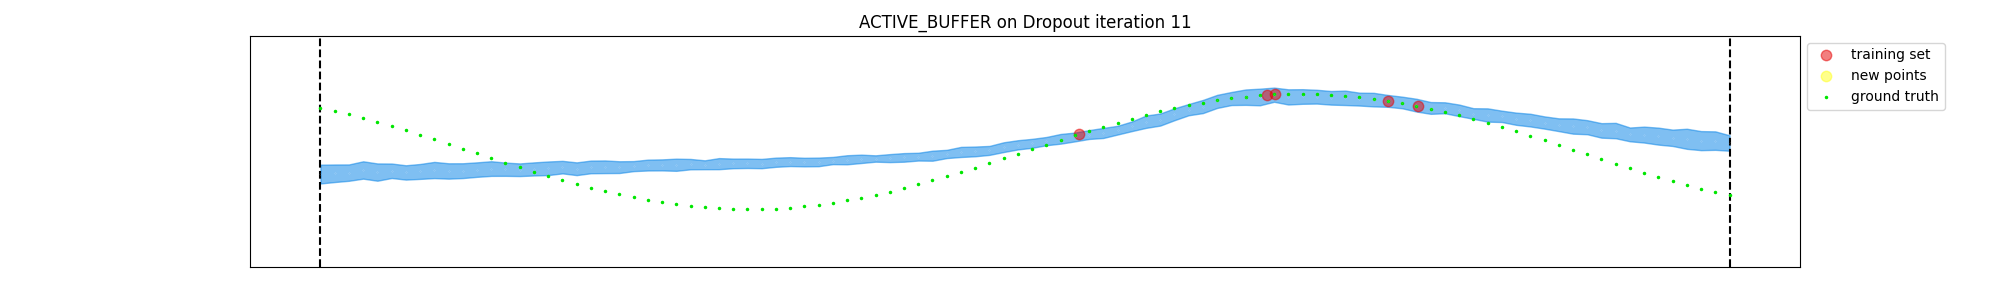 ACTIVE_BUFFER on Dropout iteration 11
training set
new points
ground truth